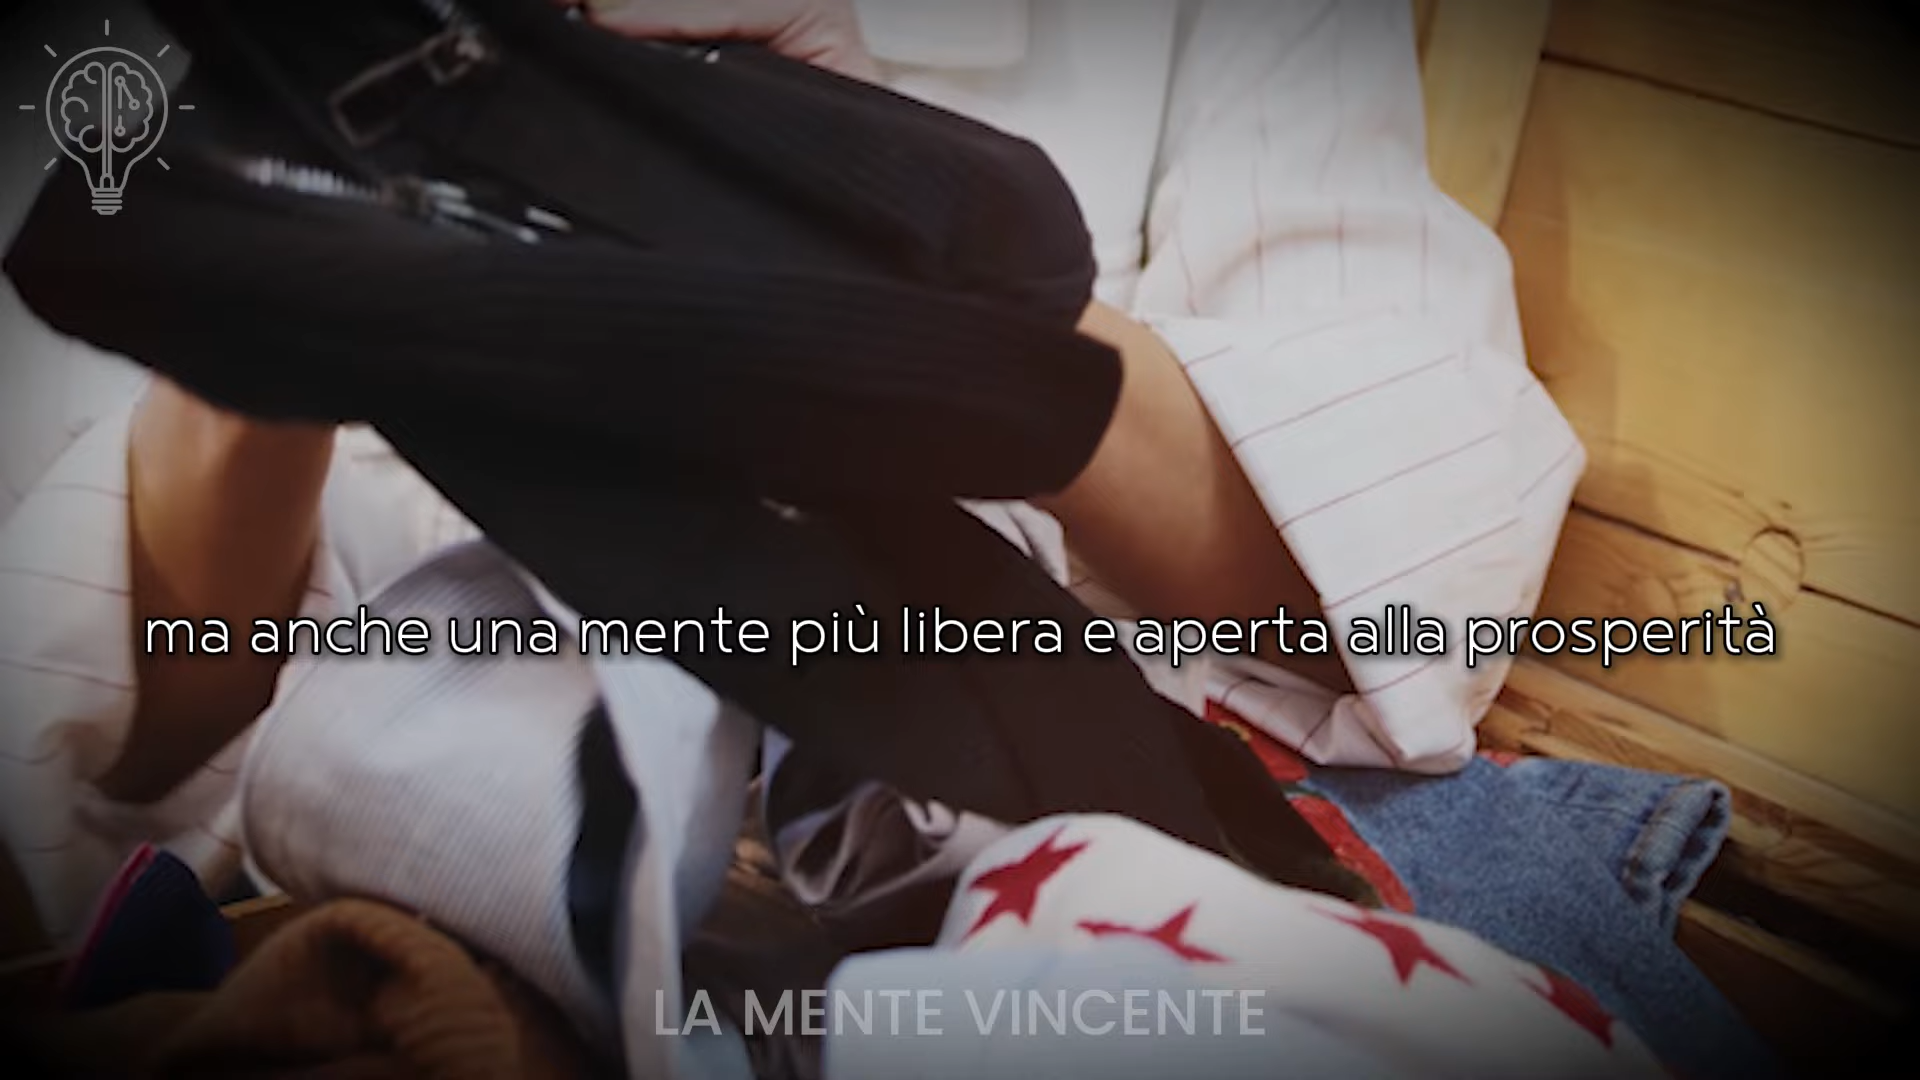 ma anche una mente più libera e aperta alla prosperità
LA MENTE VINCENTE